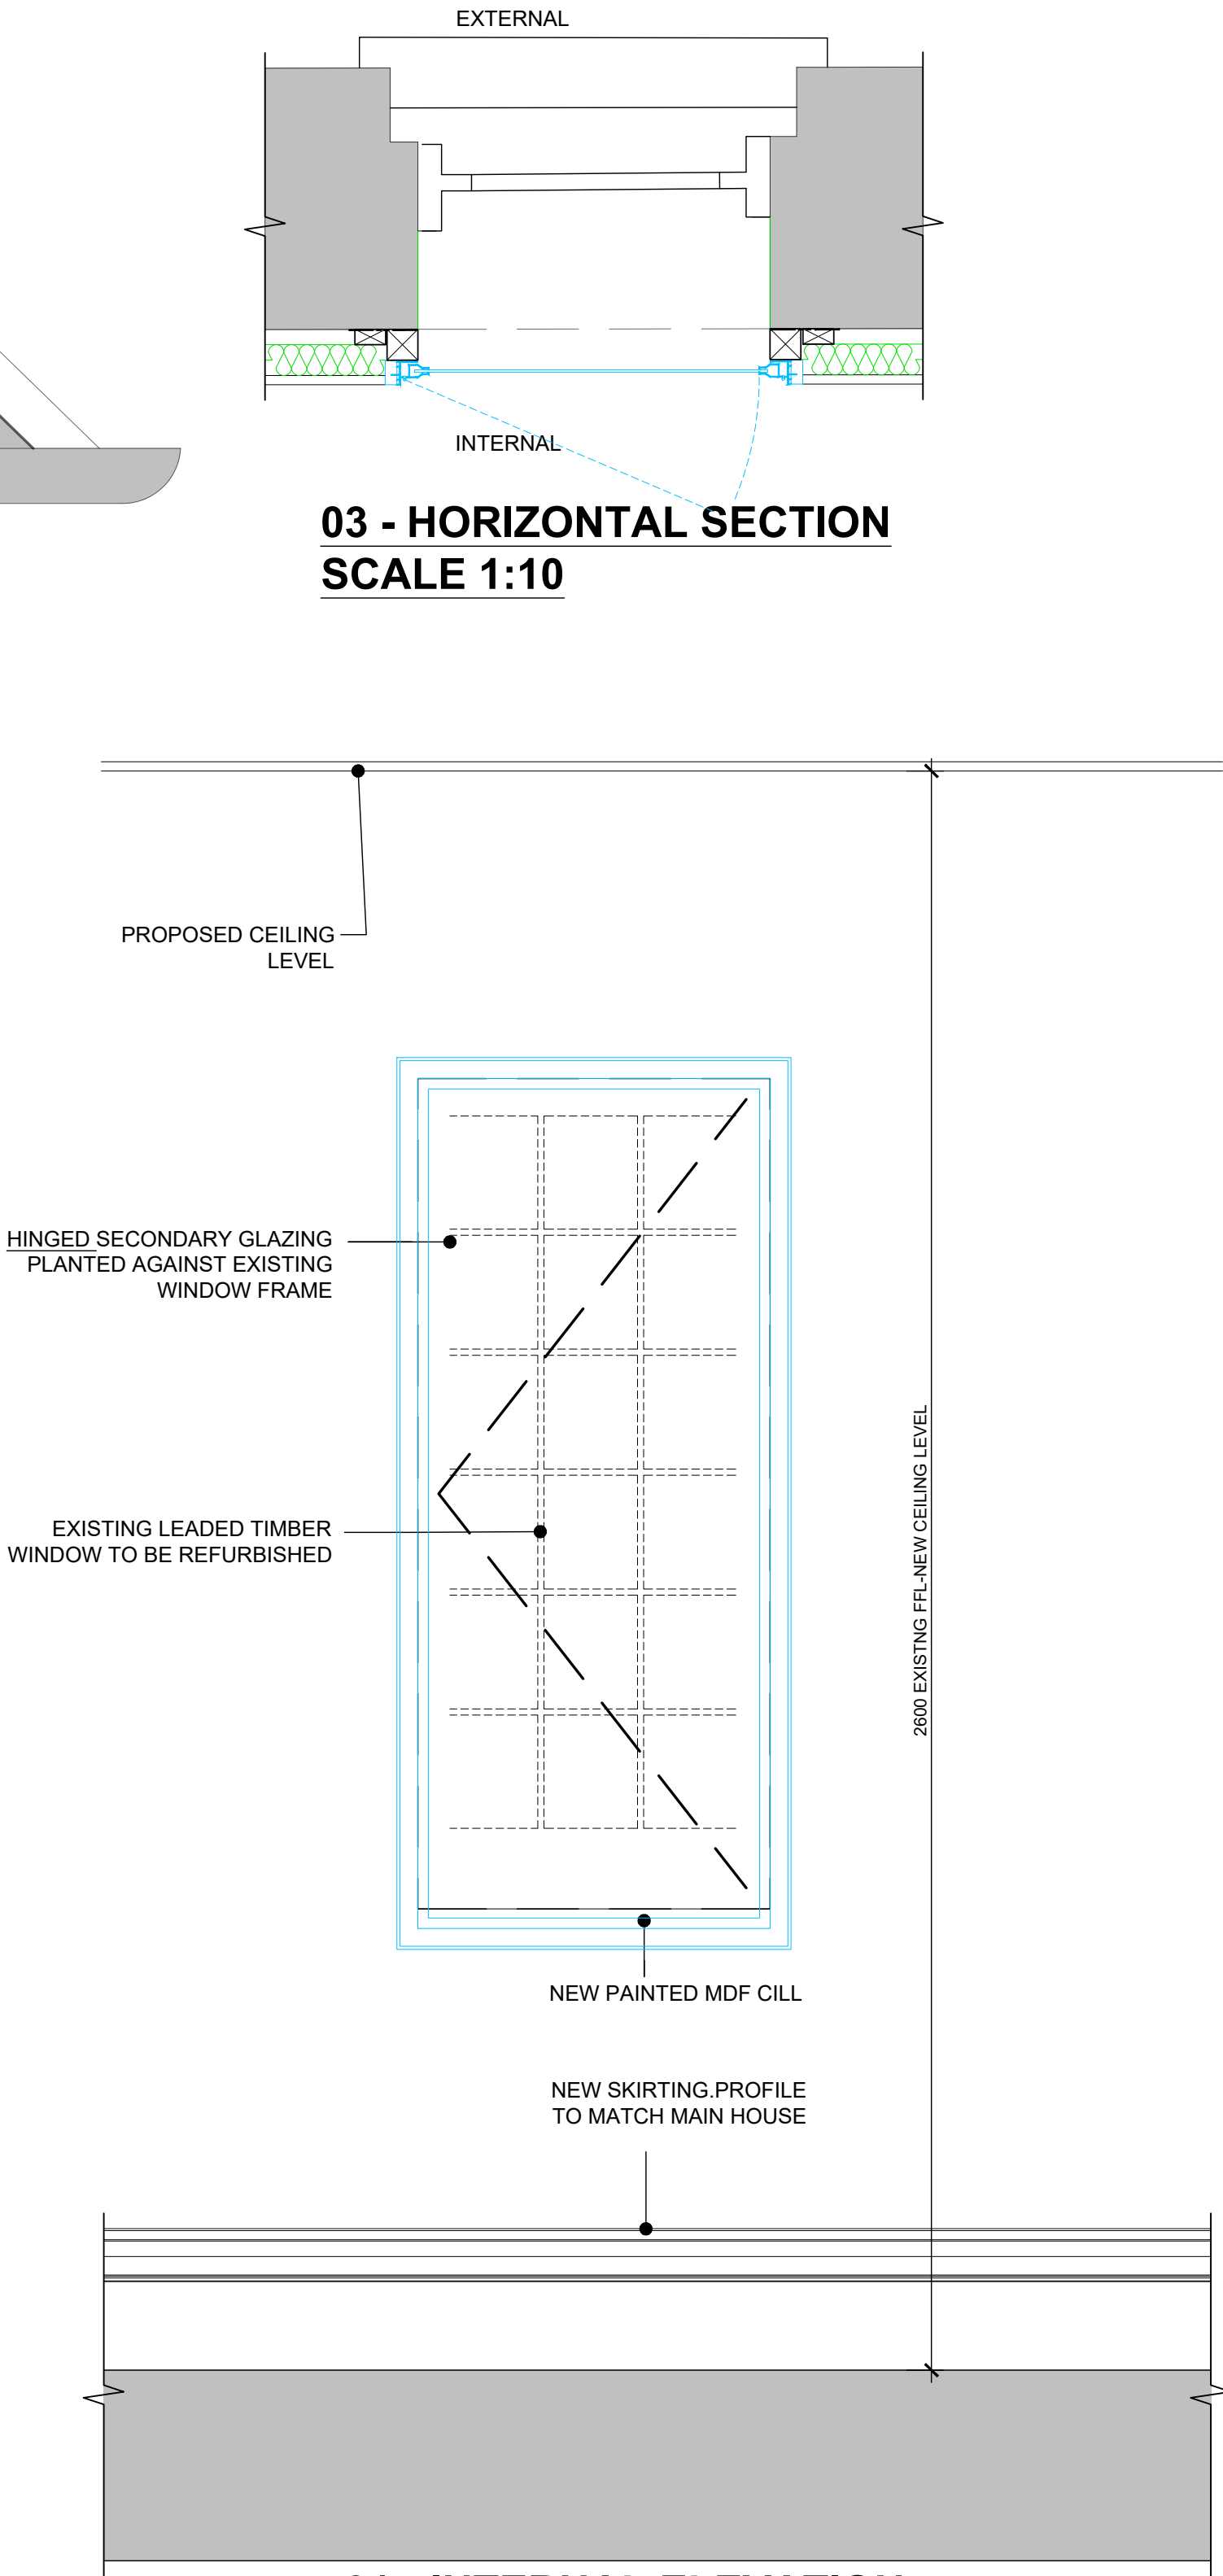 EXTERNAL
INTERNAL
03 - HORIZONTAL SECTION
SCALE 1:10
PROPOSED CEILING
LEVEL
HINGED SECONDARY GLAZING
PLANTED AGAINST EXISTING
WINDOW FRAME
EXISTING LEADED TIMBER
WINDOW TO BE REFURBISHED
2600 EXISTNG FFL-NEW CEILING LEVEL
NEW PAINTED MDF CILL
NEW SKIRTING.PROFILE
TO MATCH MAIN HOUSE
INTERNAL ELEVATION